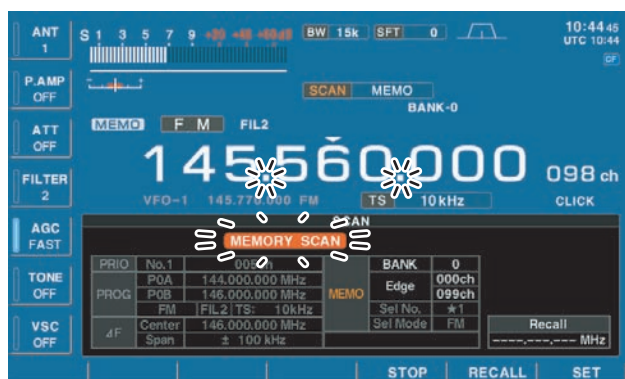 ANT 1
S 1 3 5 7 9 +20 +40 +60dB BW 15k SFT 0
10:44 45
UTC 10:44
CF
P.AMP OFF
SCAN MEMO
BANK-0
ATT OFF
MEMO FM FIL2
145.560.000 098 ch
FILTER 2
VFO-1 145.770.000 FM TS 10kHz CLICK
AGC FAST
SCAN
MEMORY SCAN
PRIO No.1 005ch BANK 0
PROG P0A 144.000.000 MHz MEMO Edge 000ch
P0B 146.000.000 MHz 099ch
FM FIL2 TS: 10kHz Sel No. ★1
ΔF Center 146.000.000 MHz Sel Mode FM
Span ± 100 kHz
Recall
----.---.--- MHz
TONE OFF
VSC OFF
STOP RECALL SET